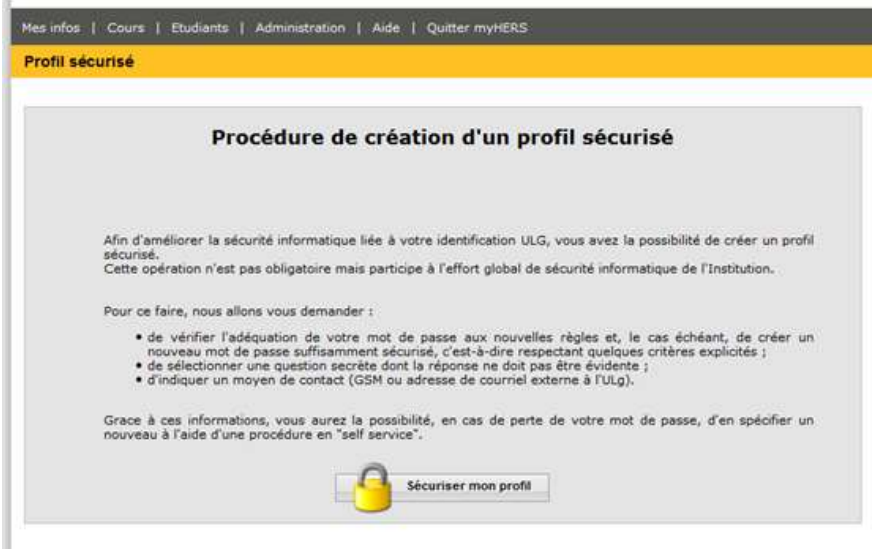 Mes infos | Cours | Etudiants | Administration | Aide | Quitter myHERS
Profil sécurisé
Procédure de création d'un profil sécurisé
Afin d'améliorer la sécurité informatique liée à votre identification ULG, vous avez la possibilité de créer un profil
sécurisé.
Cette opération n'est pas obligatoire mais participe à l'effort global de sécurité informatique de l'Institution.
Pour ce faire, nous allons vous demander :
• de vérifier l'adéquation de votre mot de passe aux nouvelles règles et, le cas échéant, de créer un
nouveau mot de passe suffisamment sécurisé, c'est-à-dire respectant quelques critères explicités ;
• de sélectionner une question secrète dont la réponse ne doit pas être évidente ;
• d'indiquer un moyen de contact (GSM ou adresse de courriel externe à l'ULg).
Grace à ces informations, vous aurez la possibilité, en cas de perte de votre mot de passe, d'en spécifier un
nouveau à l'aide d'une procédure en "self service".
Sécuriser mon profil